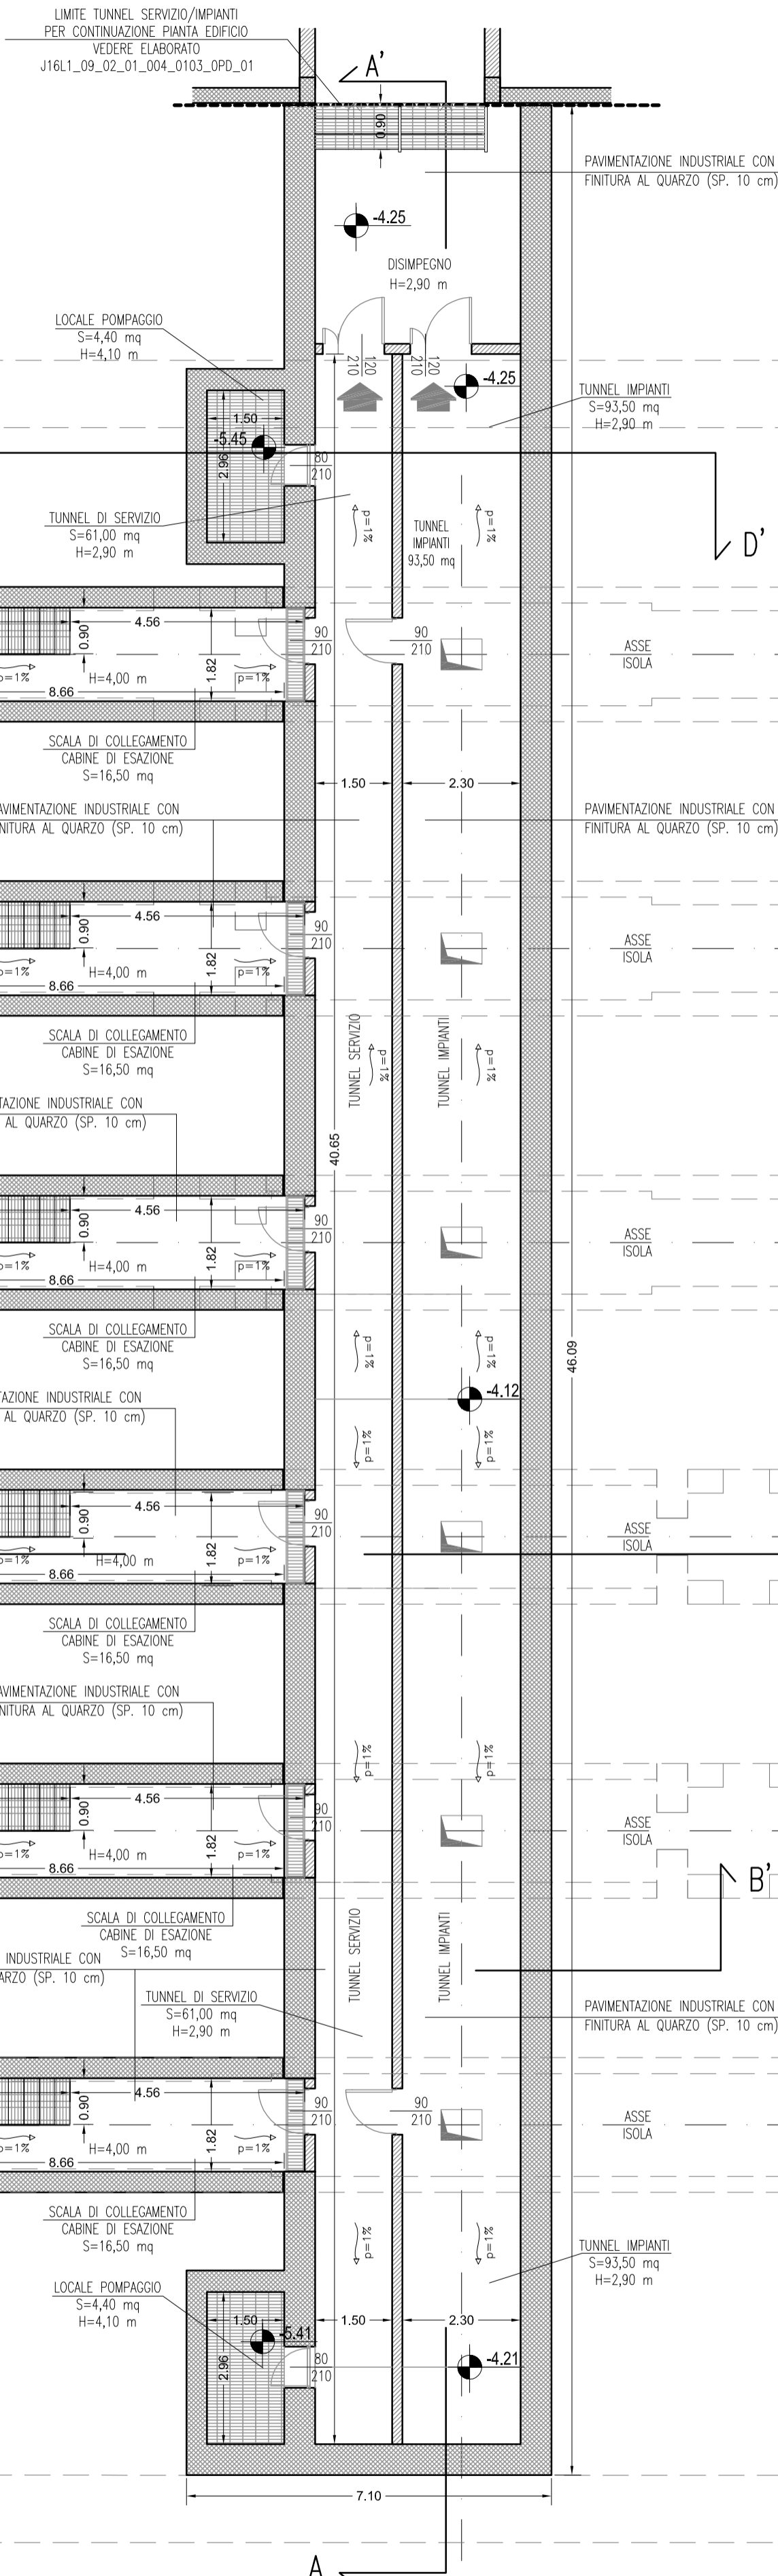 LIMITE TUNNEL SERVIZIO/IMPIANTI
PER CONTINUAZIONE PIANTA EDIFICIO
VEDERE ELABORATO
J16L1_09_02_01_004_0103_OPD_01
A'
0.90
PAVIMENTAZIONE INDUSTRIALE CON
FINITURA AL QUARZO (SP. 10 cm)
-4.25
DISIMPEGNO
H=2,90 m
LOCALE POMPAGGIO
S=4,40 mq
H=4,10 m
120
210
120
210
-4.25
TUNNEL IMPIANTI
S=93,50 mq
H=2,90 m
1.50
-5.45
2.96
80
210
TUNNEL DI SERVIZIO
S=61,00 mq
H=2,90 m
p=1%
TUNNEL
IMPIANTI
93,50 mq
p=1%
D'
4.56
0.90
1.82
90
210
90
210
ASSE
ISOLA
p=1%
H=4,00 m
p=1%
8.66
SCALA DI COLLEGAMENTO
CABINE DI ESAZIONE
S=16,50 mq
1.50
2.30
AVIMENTAZIONE INDUSTRIALE CON
NITURA AL QUARZO (SP. 10 cm)
PAVIMENTAZIONE INDUSTRIALE CON
FINITURA AL QUARZO (SP. 10 cm)
4.56
0.90
1.82
90
210
ASSE
ISOLA
p=1%
H=4,00 m
p=1%
8.66
SCALA DI COLLEGAMENTO
CABINE DI ESAZIONE
S=16,50 mq
TUNNEL SERVIZIO
p=1%
TUNNEL IMPIANTI
p=1%
TAZIONE INDUSTRIALE CON
AL QUARZO (SP. 10 cm)
40.65
4.56
0.90
1.82
90
210
ASSE
ISOLA
p=1%
H=4,00 m
p=1%
8.66
SCALA DI COLLEGAMENTO
CABINE DI ESAZIONE
S=16,50 mq
p=1%
p=1%
46.09
-4.12
TAZIONE INDUSTRIALE CON
AL QUARZO (SP. 10 cm)
p=1%
p=1%
4.56
0.90
1.82
90
210
ASSE
ISOLA
p=1%
H=4,00 m
p=1%
8.66
SCALA DI COLLEGAMENTO
CABINE DI ESAZIONE
S=16,50 mq
AVIMENTAZIONE INDUSTRIALE CON
NITURA AL QUARZO (SP. 10 cm)
p=1%
p=1%
4.56
0.90
1.82
90
210
ASSE
ISOLA
p=1%
H=4,00 m
p=1%
8.66
B'
SCALA DI COLLEGAMENTO
CABINE DI ESAZIONE
S=16,50 mq
TUNNEL SERVIZIO
TUNNEL IMPIANTI
INDUSTRIALE CON
ARZO (SP. 10 cm)
TUNNEL DI SERVIZIO
S=61,00 mq
H=2,90 m
PAVIMENTAZIONE INDUSTRIALE CON
FINITURA AL QUARZO (SP. 10 cm)
4.56
0.90
1.82
90
210
90
210
ASSE
ISOLA
p=1%
H=4,00 m
p=1%
8.66
SCALA DI COLLEGAMENTO
CABINE DI ESAZIONE
S=16,50 mq
p=1%
p=1%
TUNNEL IMPIANTI
S=93,50 mq
H=2,90 m
LOCALE POMPAGGIO
S=4,40 mq
H=4,10 m
1.50
1.50
2.30
-5.41
2.96
80
210
-4.21
7.10
A